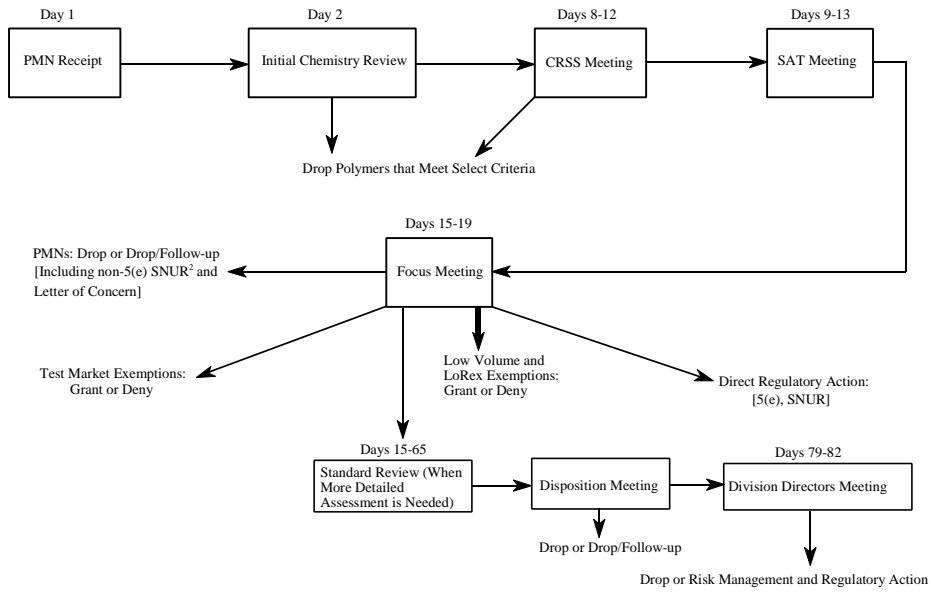 Day 1
Day 2
Days 8-12
Days 9-13
PMN Receipt
Initial Chemistry Review
CRSS Meeting
SAT Meeting
Drop Polymers that Meet Select Criteria
Days 15-19
Focus Meeting
PMNs: Drop or Drop/Follow-up
[Including non-5(e) SNUR² and
Letter of Concern]
Test Market Exemptions:
Grant or Deny
Low Volume and
LoRex Exemptions:
Grant or Deny
Direct Regulatory Action:
[5(e), SNUR]
Days 15-65
Standard Review (When
More Detailed
Assessment is Needed)
Disposition Meeting
Days 79-82
Division Directors Meeting
Drop or Drop/Follow-up
Drop or Risk Management and Regulatory Action